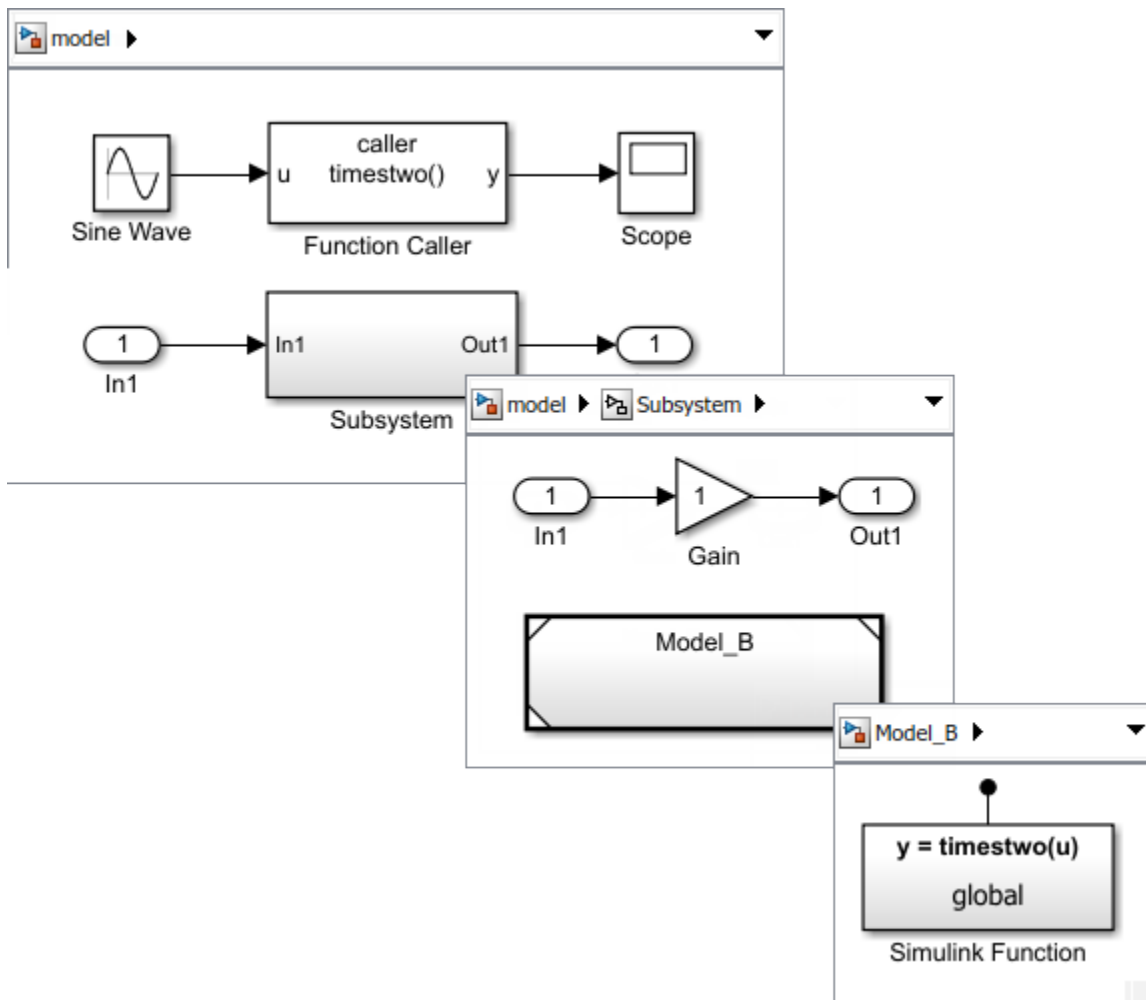 model
caller
u timestwo() y
Sine Wave
Function Caller
Scope
1
In1 Out1
1
In1
Subsystem
model Subsystem
1
1
1
In1
Gain
Out1
Model_B
Model_B
y = timestwo(u)
global
Simulink Function